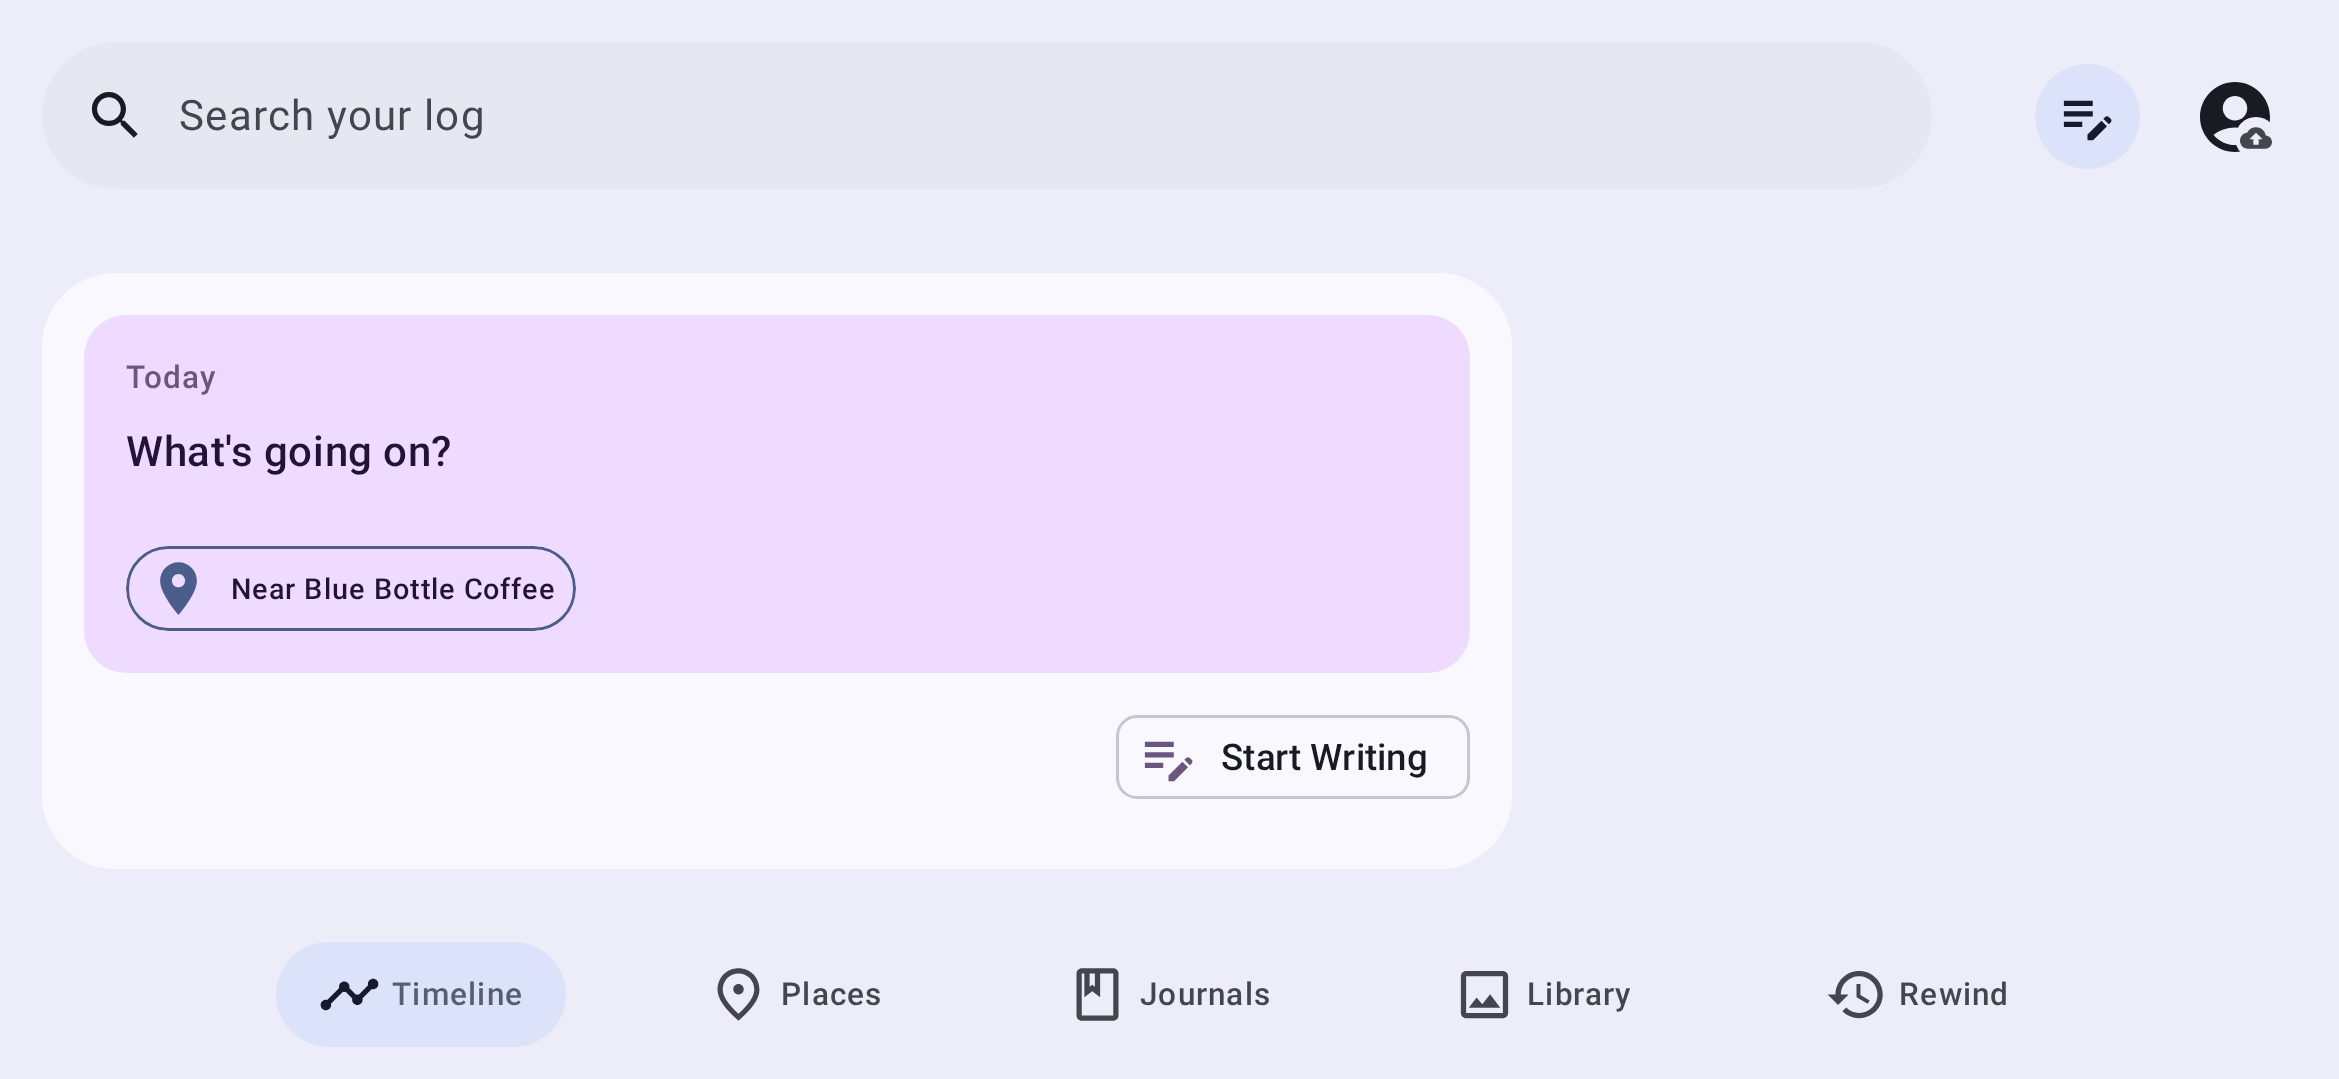 Search your log
Today
What's going on?
Near Blue Bottle Coffee
Start Writing
Timeline
Places
Journals
Library
Rewind